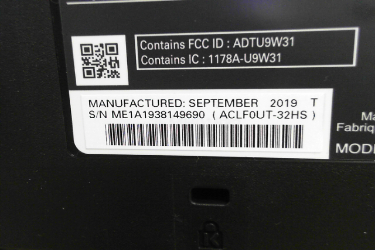 Contains FCC ID : ADTU9W31
Contains IC : 1178A-U9W31
MANUFACTURED: SEPTEMBER 2019 T
S/N ME1A1938149690 ( ACLF0UT-32HS )
Ma
Fabriq
MODE